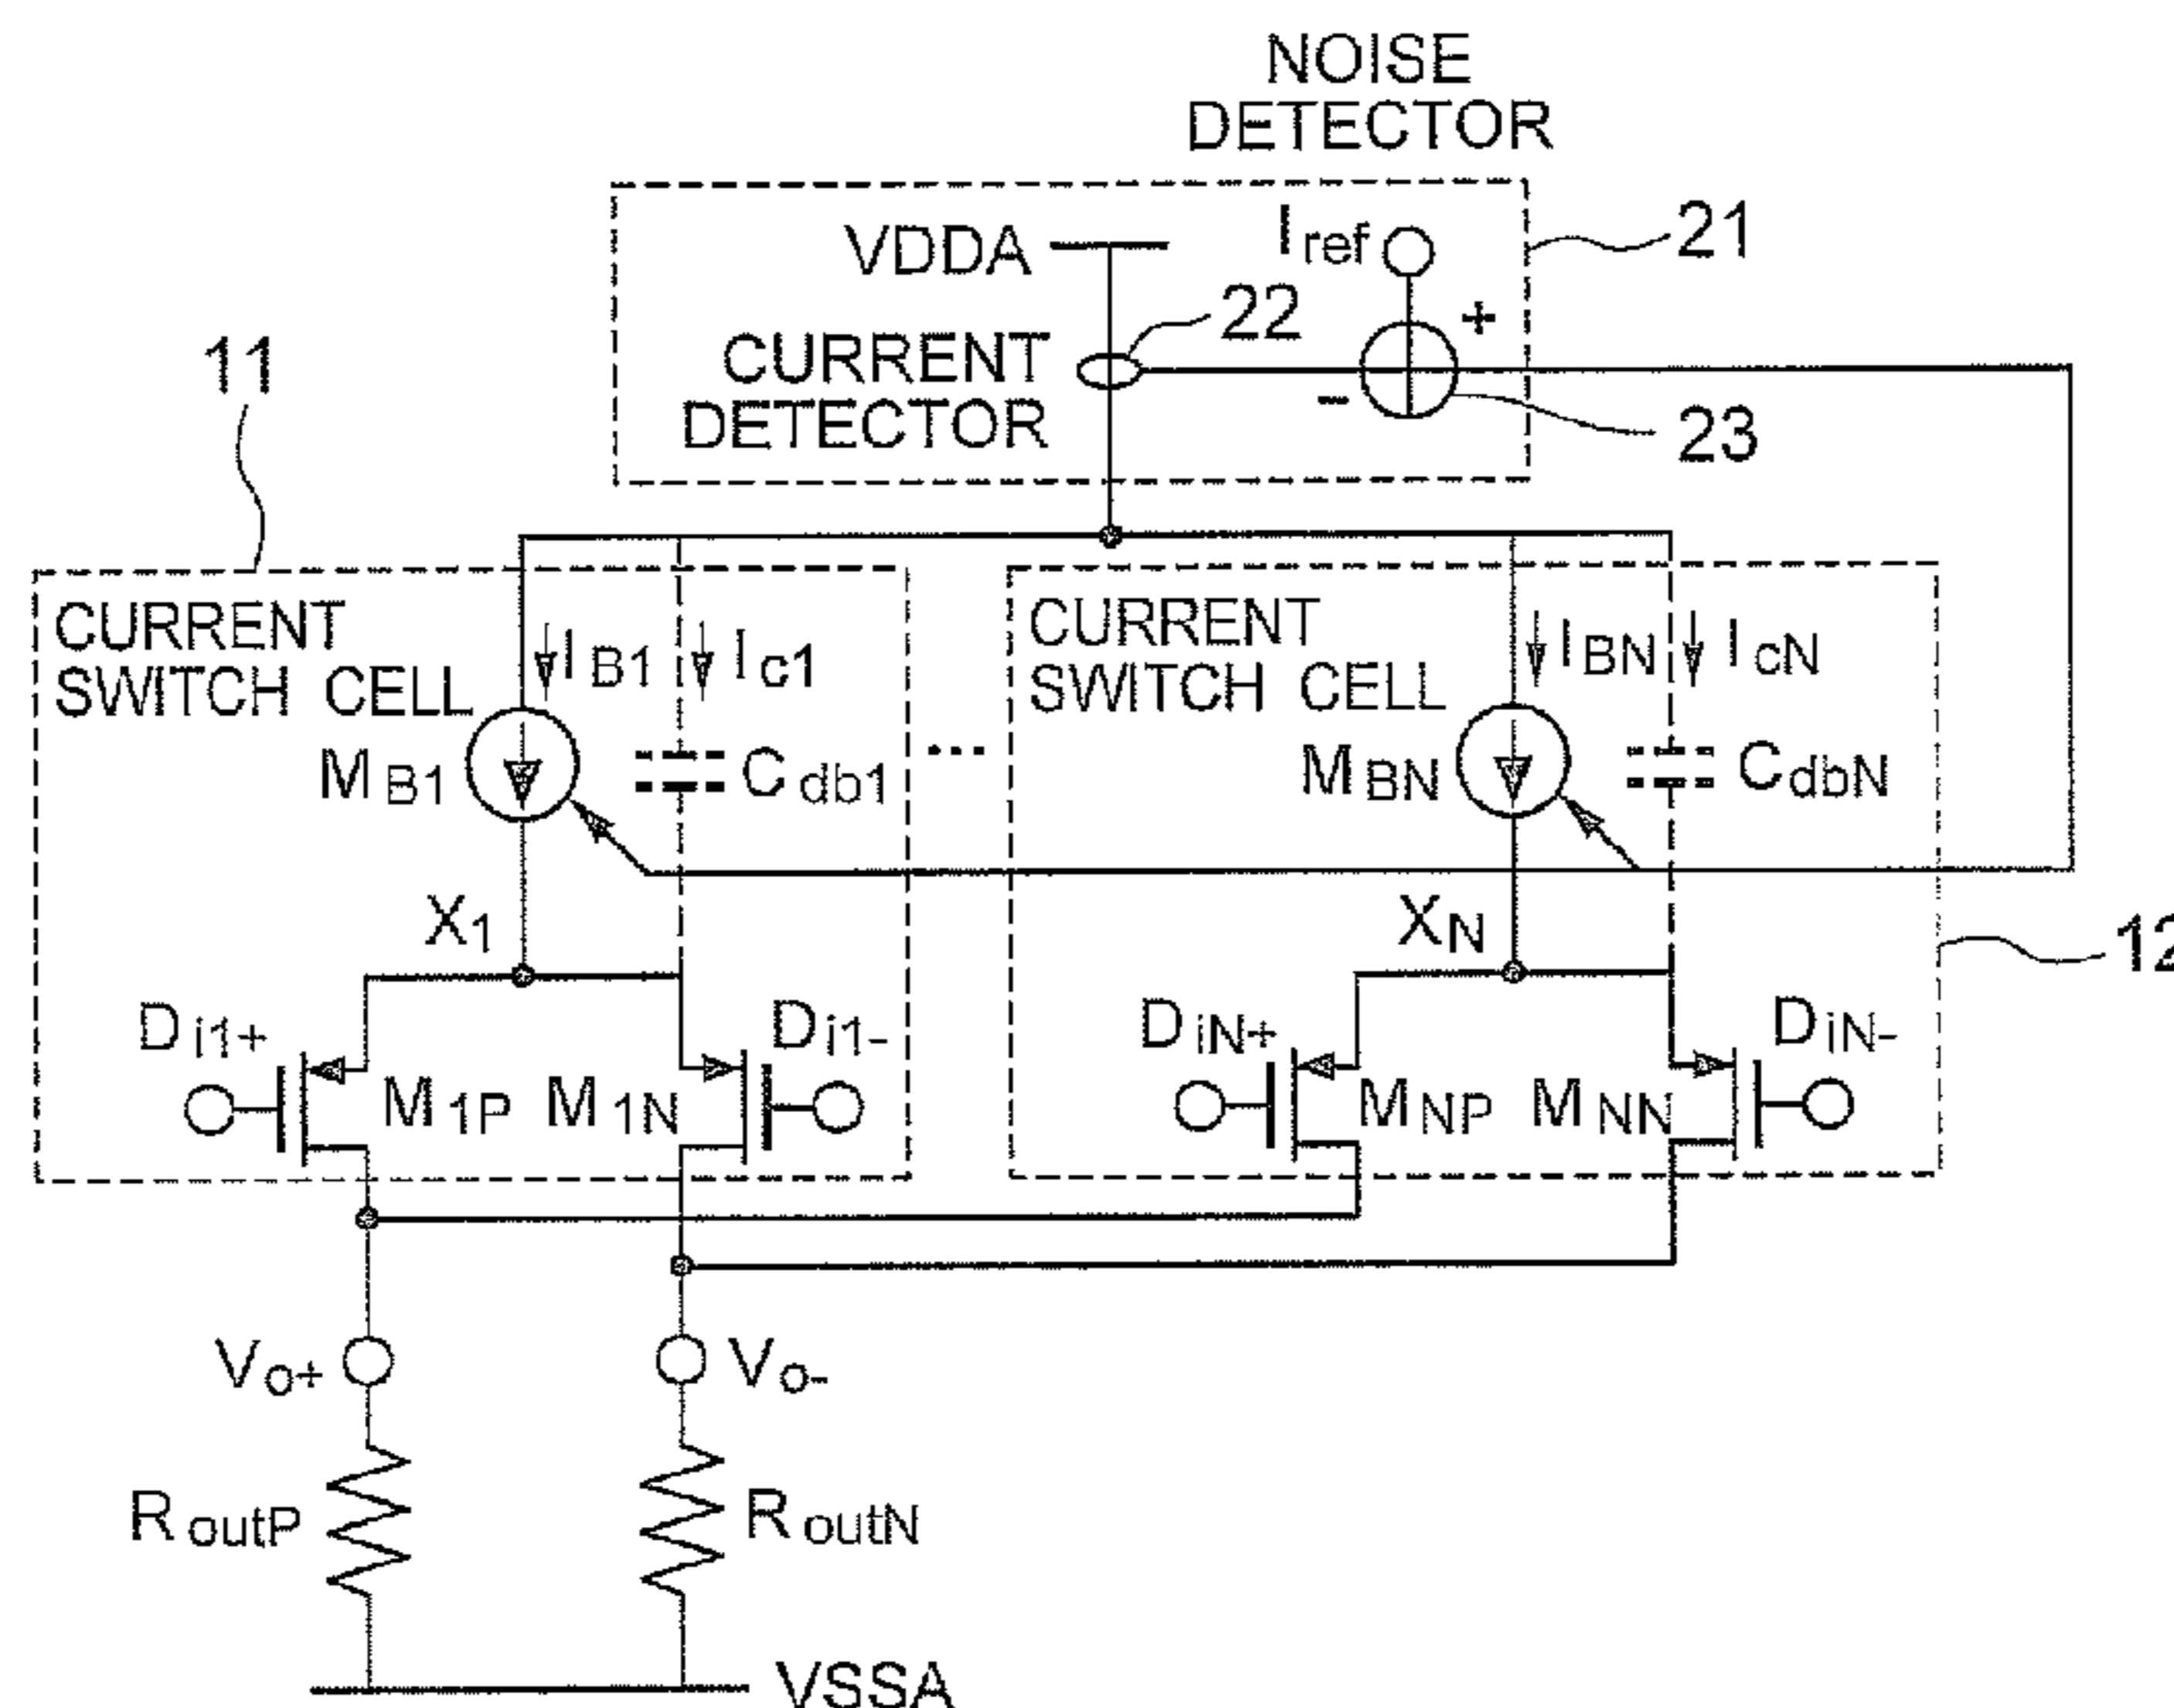 NOISE
DETECTOR
VDDA
Iref
21
22
+
CURRENT
DETECTOR
-
23
11
CURRENT
SWITCH CELL
IB1
Ic1
MB1
Cdb1
...
CURRENT
SWITCH CELL
IBN
IcN
MBN
CdbN
X1
XN
12
Di1+
Di1-
M1P
M1N
DiN+
DiN-
MNP
MNN
Vo+
Vo-
RoutP
RoutN
VSSA